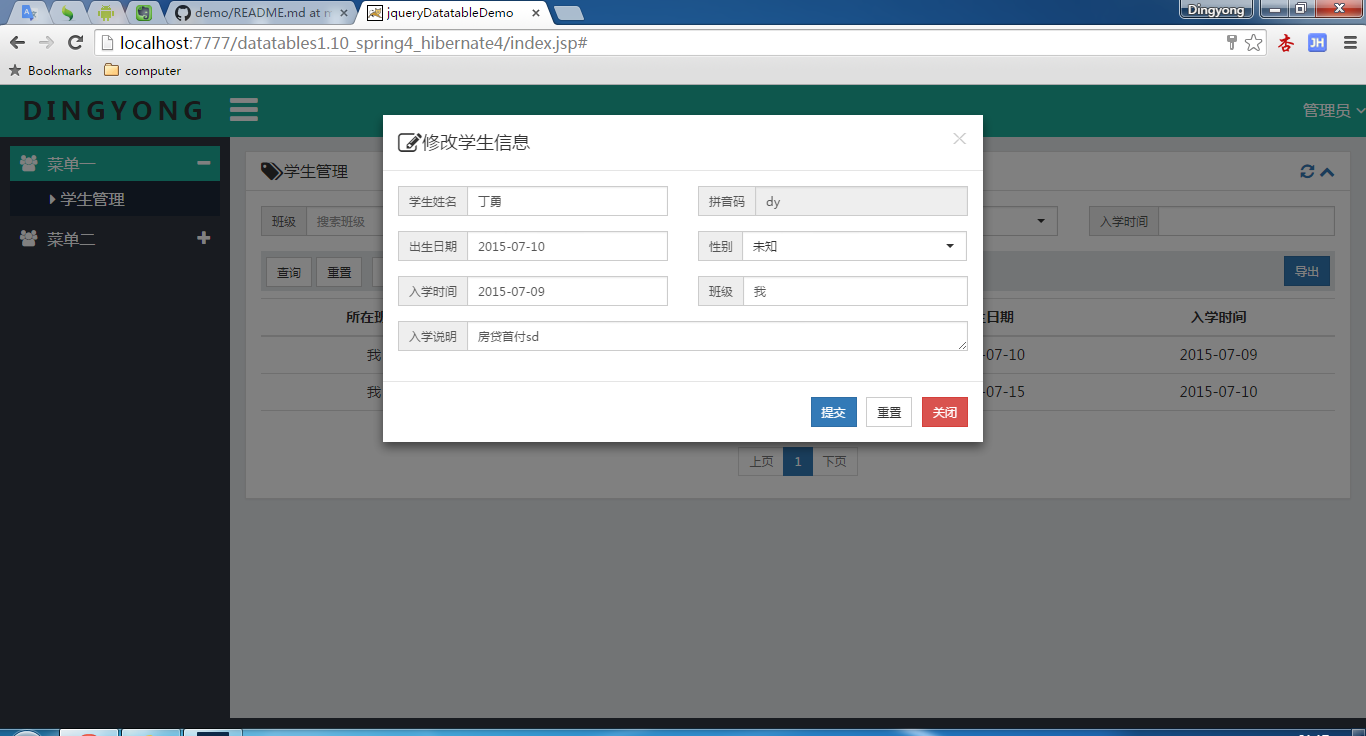 demo/README.md at m
jqueryDatatableDemo
Dingyong
localhost:7777/datatables1.10_spring4_hibernate4/index.jsp#
JH
Bookmarks computer
DINGYONG
管理员
菜单一
学生管理
菜单二
学生管理
班级 搜索班级
入学时间
查询 重置
导出
修改学生信息
学生姓名 丁勇
拼音码 dy
出生日期 2015-07-10
性别 未知
入学时间 2015-07-09
班级 我
入学说明 房贷首付sd
提交 重置 关闭
所在 日期 入学时间
我 -07-10 2015-07-09
我 -07-15 2015-07-10
上页 1 下页